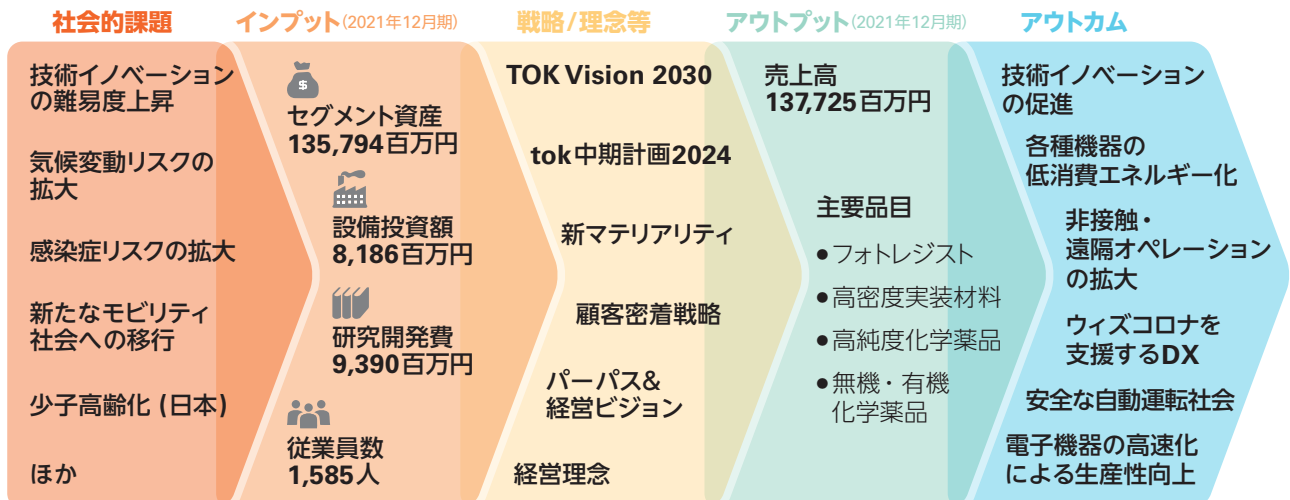 社会的課題
技術イノベーション
の難易度上昇
気候変動リスクの
拡大
感染症リスクの拡大
新たなモビリティ
社会への移行
少子高齢化 (日本)
ほか
インプット(2021年12月期)
$
セグメント資産
135,794百万円
設備投資額
8,186百万円
研究開発費
9,390百万円
従業員数
1,585人
戦略/理念等
TOK Vision 2030
tok中期計画2024
新マテリアリティ
顧客密着戦略
パーパス&
経営ビジョン
経営理念
アウトプット(2021年12月期)
売上高
137,725百万円
主要品目
●フォトレジスト
●高密度実装材料
●高純度化学薬品
●無機・有機
化学薬品
アウトカム
技術イノベーション
の促進
各種機器の
低消費エネルギー化
非接触・
遠隔オペレーション
の拡大
ウィズコロナを
支援するDX
安全な自動運転社会
電子機器の高速化
による生産性向上